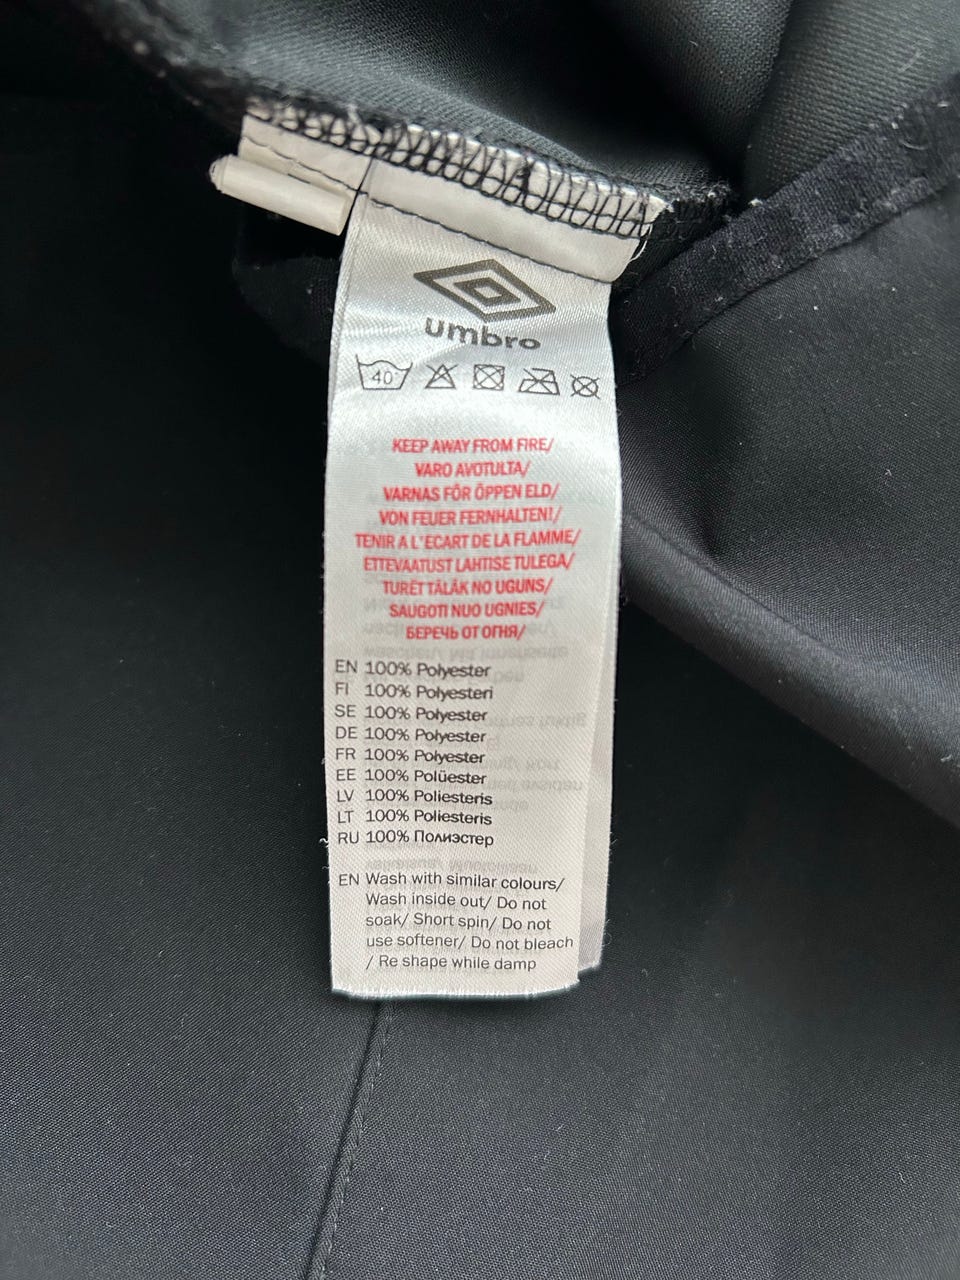 umbro
40°
KEEP AWAY FROM FIRE/
VARO AVOTULTA/
VARNAS FÖR ÖPPEN ELD/
VON FEUER FERNHALTEN!/
TENIR A L'ECART DE LA FLAMME/
ETTEVAATUST LAHTISE TULEGA/
TURĒT TĀLĀK NO UGUNS/
SAUGOTI NUO UGNIES/
БЕРЕЧЬ ОТ ОГНЯ/
EN 100% Polyester
FI 100% Polyesteri
SE 100% Polyester
DE 100% Polyester
FR 100% Polyester
EE 100% Polüester
LV 100% Poliesteris
LT 100% Poliesteris
RU 100% Полиэстер
EN Wash with similar colours/
Wash inside out/ Do not
soak/ Short spin/ Do not
use softener/ Do not bleach
/ Re shape while damp